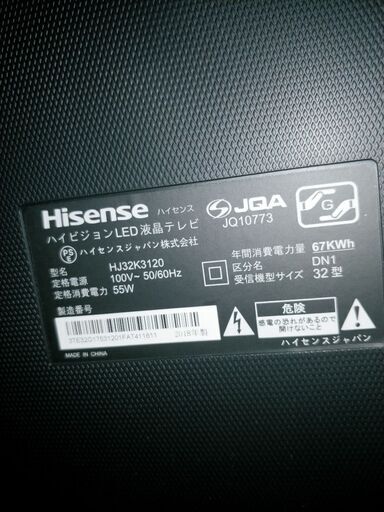 Hisense ハイセンス
ハイビジョンLED液晶テレビ
PS ハイセンスジャパン株式会社
JQA
JQ10773
G
型名 HJ32K3120
定格電源 100V～ 50/60Hz
定格消費電力 55W
製造番号
2018年製
MADE IN CHINA
年間消費電力量 67KWh
区分名 DN1
受信機型サイズ 32型
危険
感電の恐れがあるので
開けないこと
ハイセンスジャパン